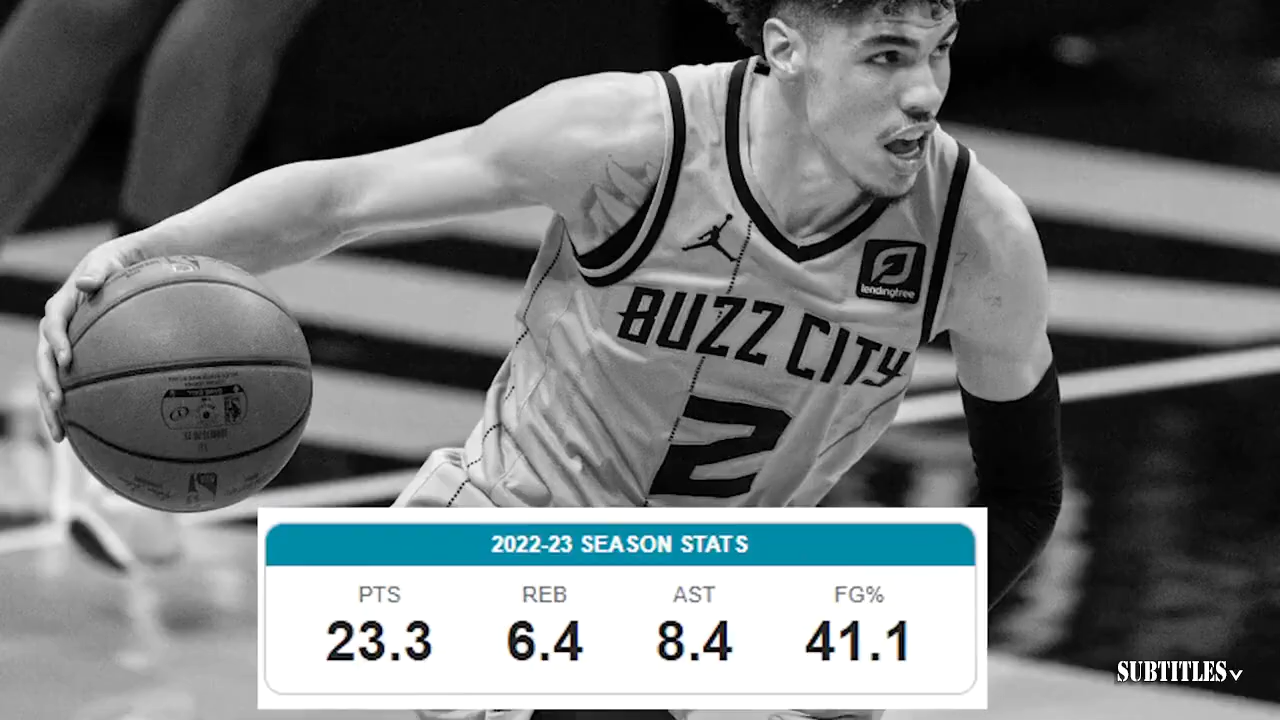 lendingtree
BUZZ CITY
2
2022-23 SEASON STATS
PTS REB AST FG%
23.3 6.4 8.4 41.1
SUBTITLES